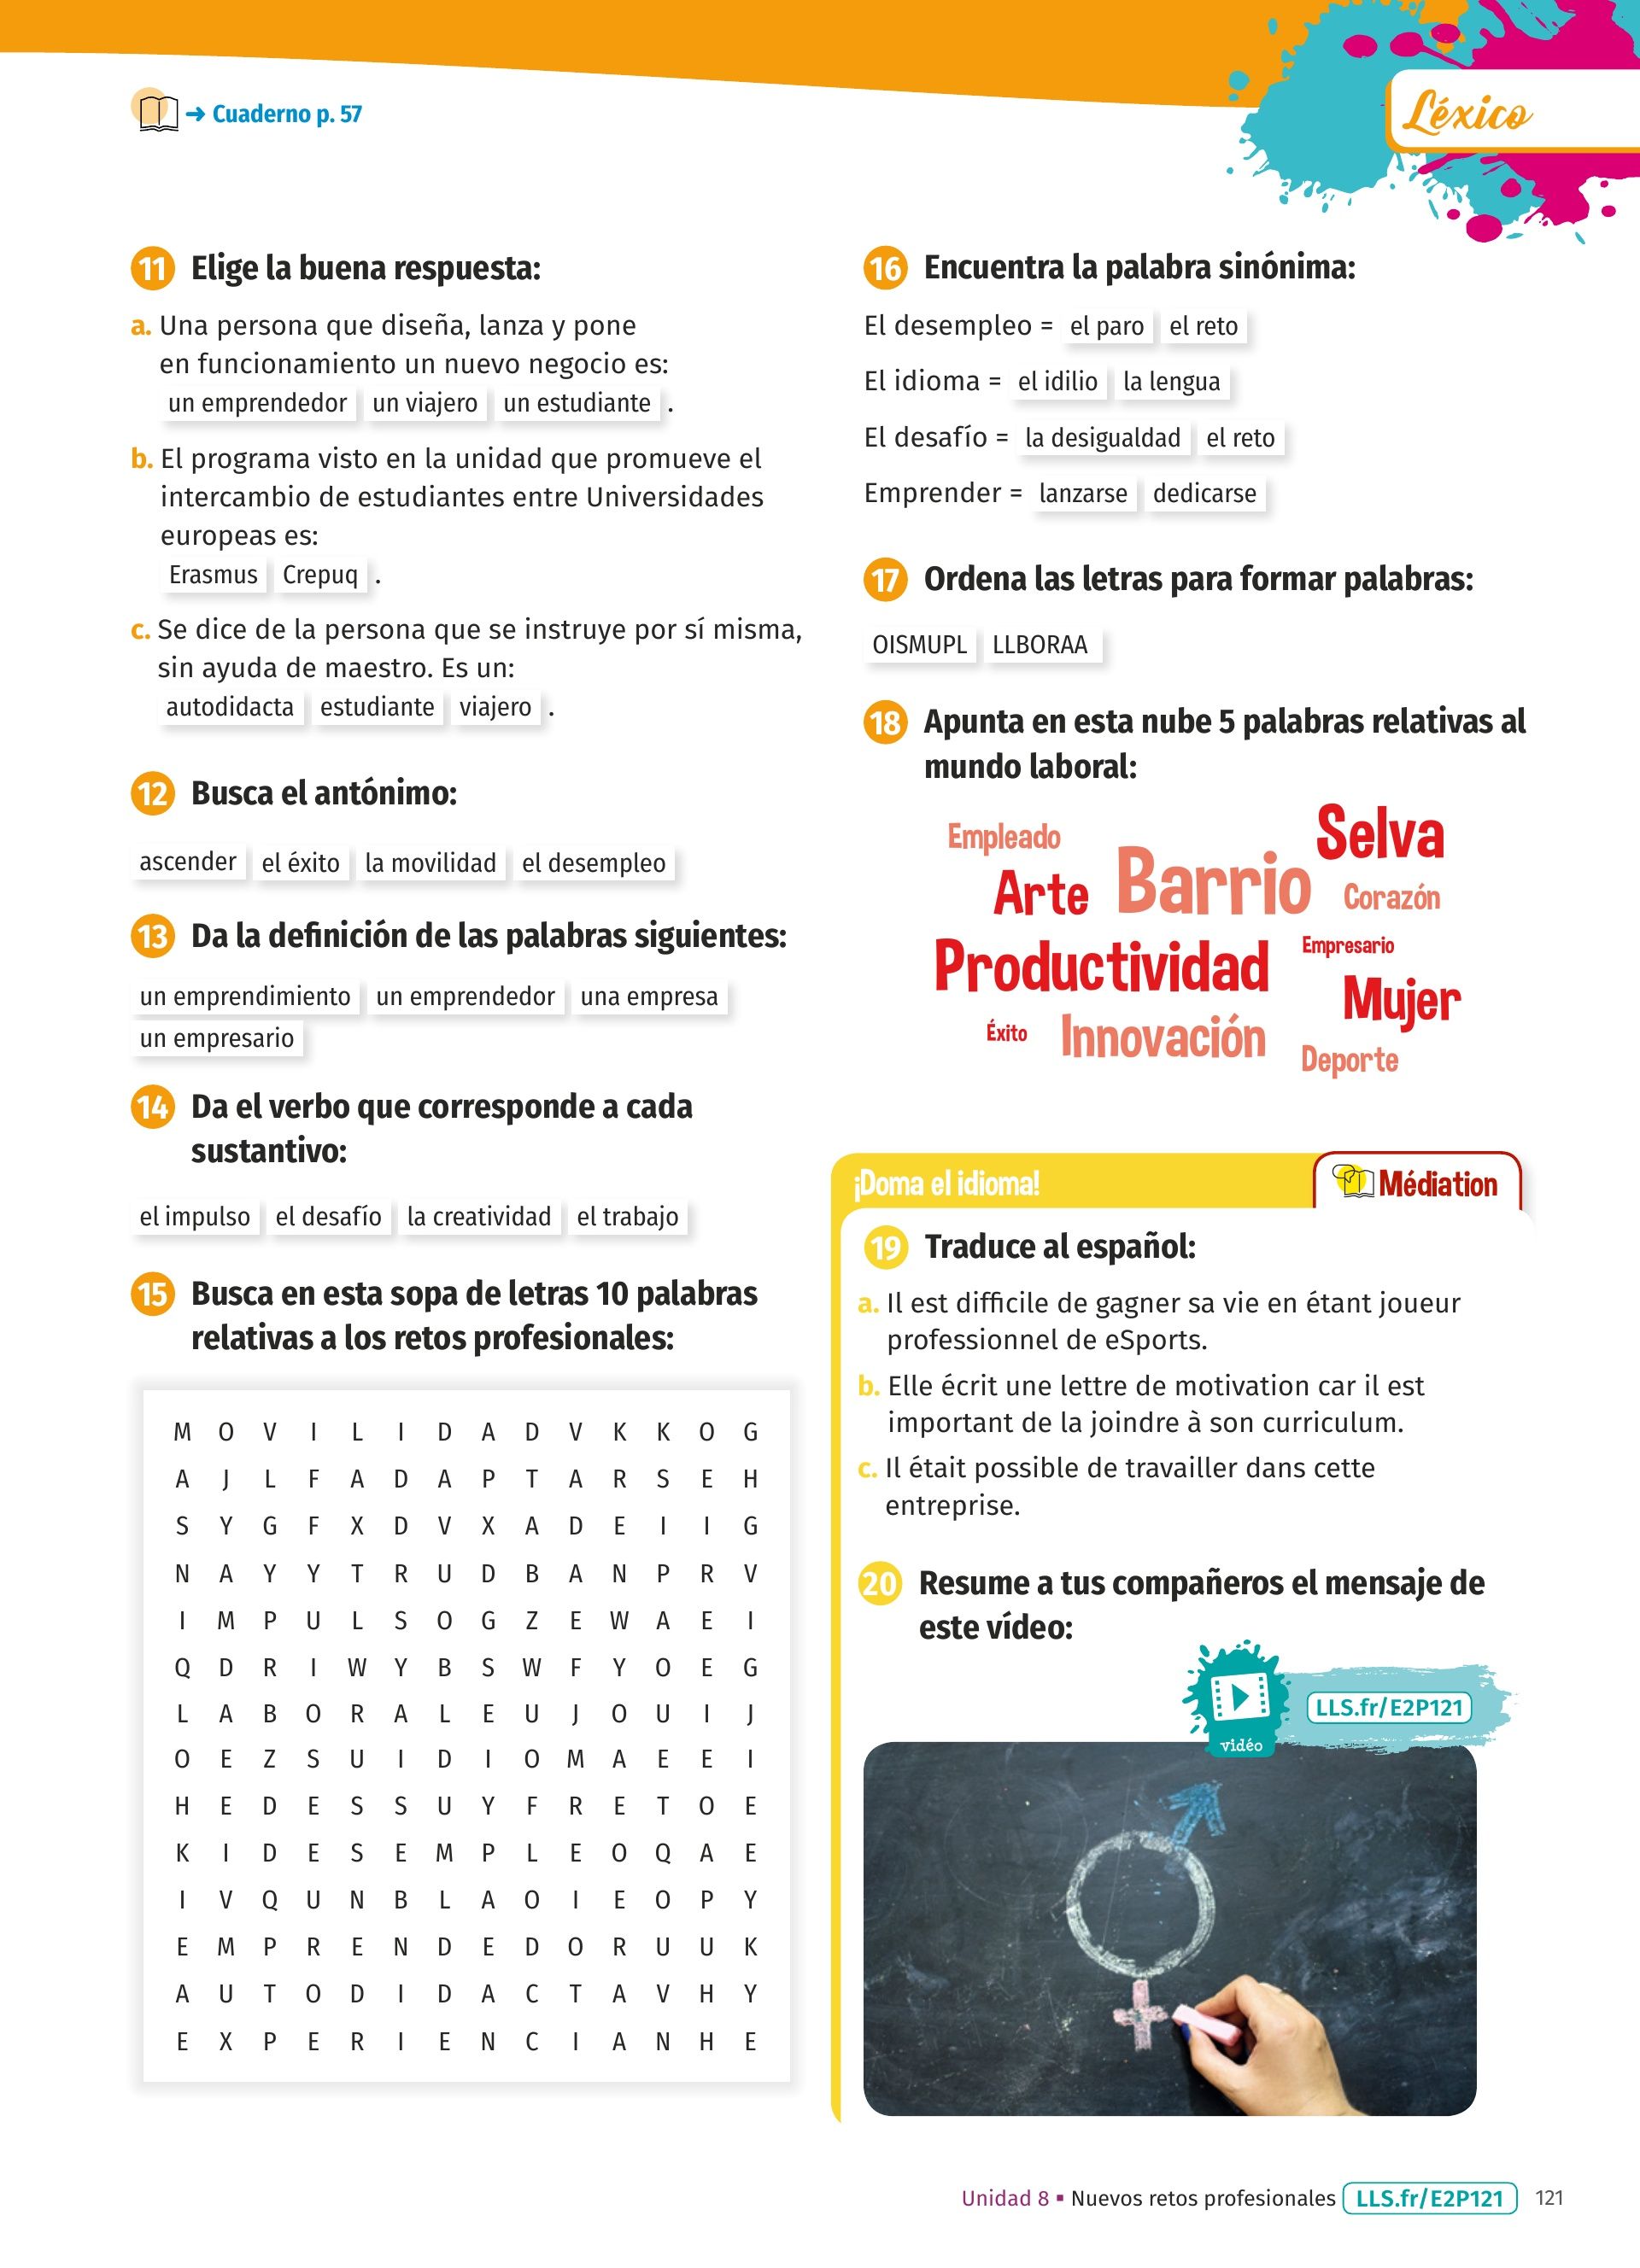 ➜ Cuaderno p. 57
Léxico
11 Elige la buena respuesta:
a. Una persona que diseña, lanza y pone
en funcionamiento un nuevo negocio es:
un emprendedor un viajero un estudiante .
b. El programa visto en la unidad que promueve el
intercambio de estudiantes entre Universidades
europeas es:
Erasmus Crepuq .
c. Se dice de la persona que se instruye por sí misma,
sin ayuda de maestro. Es un:
autodidacta estudiante viajero .
12 Busca el antónimo:
ascender el éxito la movilidad el desempleo
13 Da la definición de las palabras siguientes:
un emprendimiento un emprendedor una empresa
un empresario
14 Da el verbo que corresponde a cada
sustantivo:
el impulso el desafío la creatividad el trabajo
15 Busca en esta sopa de letras 10 palabras
relativas a los retos profesionales:
M O V I L I D A D V K K O G
A J L F A D A P T A R S E H
S Y G F X D V X A D E I I G
N A Y Y T R U D B A N P R V
I M P U L S O G Z E W A E I
Q D R I W Y B S W F Y O E G
L A B O R A L E U J O U I J
O E Z S U I D I O M A E E I
H E D E S S U Y F R E T O E
K I D E S E M P L E O Q A E
I V Q U N B L A O I E O P Y
E M P R E N D E D O R U U K
A U T O D I D A C T A V H Y
E X P E R I E N C I A N H E
16 Encuentra la palabra sinónima:
El desempleo = el paro el reto
El idioma = el idilio la lengua
El desafío = la desigualdad el reto
Emprender = lanzarse dedicarse
17 Ordena las letras para formar palabras:
OISMUPL LLBORAA
18 Apunta en esta nube 5 palabras relativas al
mundo laboral:
Empleado Selva
Arte Barrio Corazón
Productividad Empresario
Mujer
Éxito Innovación
Deporte
¡Doma el idioma!
Médiation
19 Traduce al español:
a. Il est difficile de gagner sa vie en étant joueur
professionnel de eSports.
b. Elle écrit une lettre de motivation car il est
important de la joindre à son curriculum.
c. Il était possible de travailler dans cette
entreprise.
20 Resume a tus compañeros el mensaje de
este vídeo:
vidéo
LLS.fr/E2P121
Unidad 8 ▪ Nuevos retos profesionales LLS.fr/E2P121 121